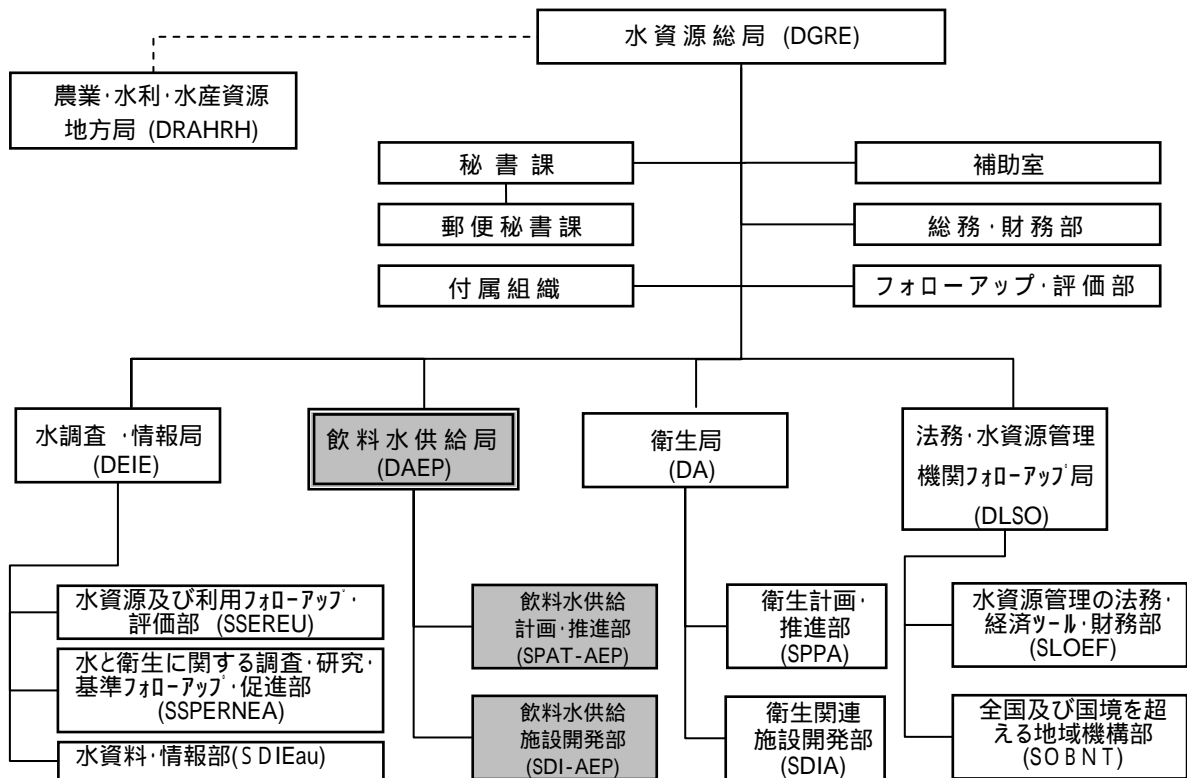 水資源総局 (DGRE)
農業・水利・水産資源
地方局 (DRAHRH)
秘書課
補助室
郵便秘書課
総務・財務部
付属組織
フォローアップ・評価部
水調査・情報局
(DEIE)
飲料水供給局
(DAEP)
衛生局
(DA)
法務・水資源管理
機関フォローアップ局
(DLSO)
水資源及び利用フォローアップ・
評価部 (SSEREU)
水と衛生に関する調査・研究・
基準フォローアップ・促進部
(SSPERNEA)
水資料・情報部(SDIEau)
飲料水供給
計画・推進部
(SPAT-AEP)
飲料水供給
施設開発部
(SDI-AEP)
衛生計画・
推進部
(SPPA)
衛生関連
施設開発部
(SDIA)
水資源管理の法務・
経済ツール・財務部
(SLOEF)
全国及び国境を超
える地域機構部
(SOBNT)